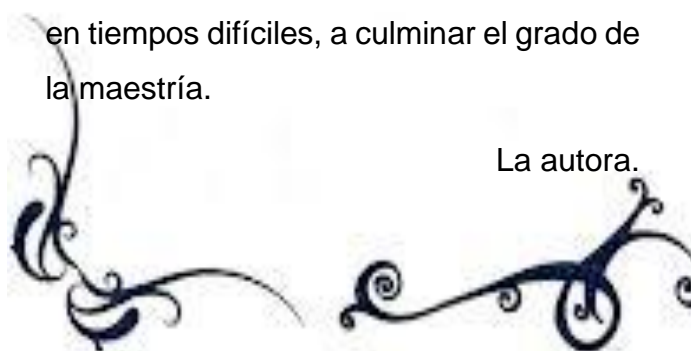 en tiempos difíciles, a culminar el grado de
la maestría.
La autora.